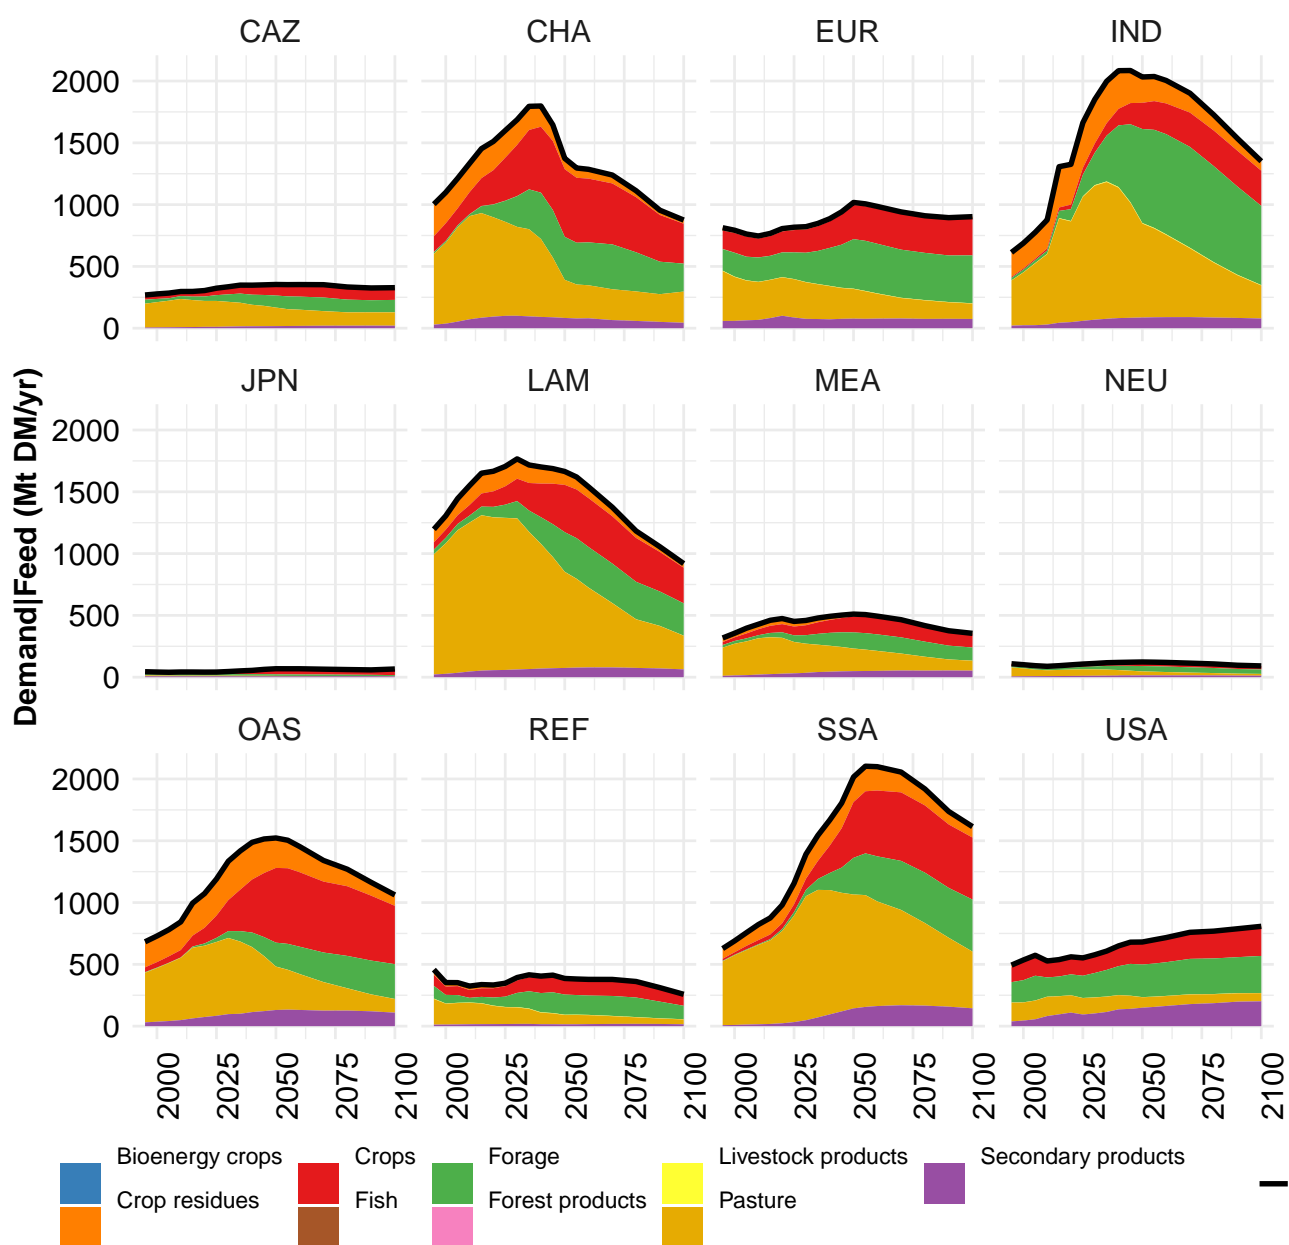 CAZ CHA EUR IND
2000
1500
1000
500
0
JPN LAM MEA NEU
2000
1500
1000
500
0
Demand|Feed (Mt DM/yr)
OAS REF SSA USA
2000
1500
1000
500
0
2000 2025 2050 2075 2100 2000 2025 2050 2075 2100 2000 2025 2050 2075 2100 2000 2025 2050 2075 2100
Bioenergy crops Crops Forage Livestock products Secondary products
Crop residues Fish Forest products Pasture